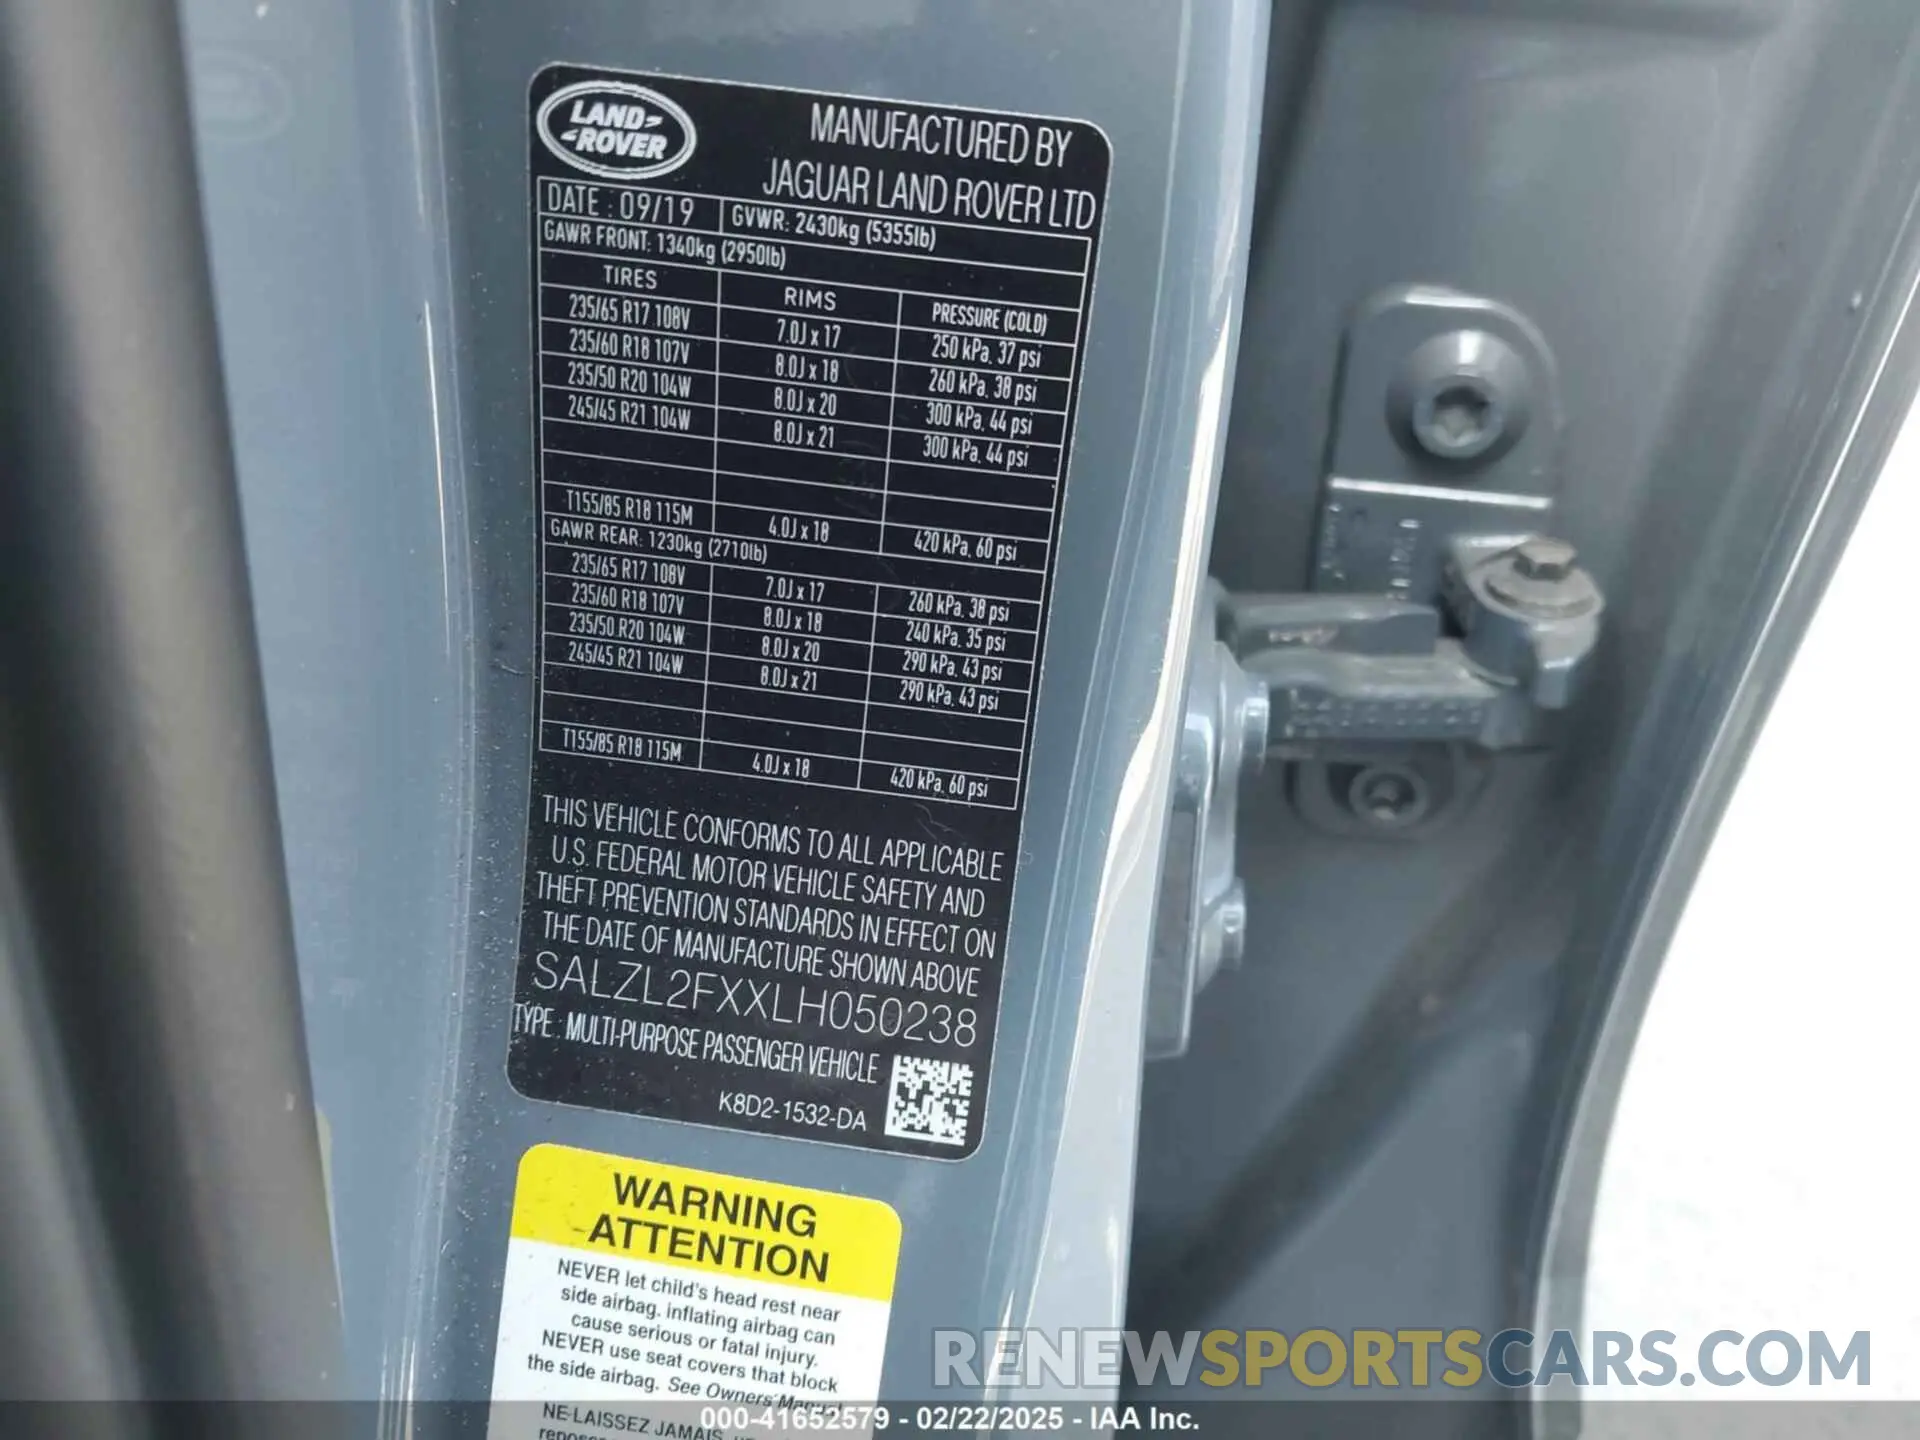 LAND
ROVER
MANUFACTURED BY
JAGUAR LAND ROVER LTD
DATE : 09/19 GVWR: 2430kg (5355lb)
GAWR FRONT: 1340kg (2950lb)
TIRES RIMS PRESSURE (COLD)
235/65 R17 108V 7.0J x 17 250 kPa, 37 psi
235/60 R18 107V 8.0J x 18 260 kPa, 38 psi
235/50 R20 104W 8.0J x 20 300 kPa, 44 psi
245/45 R21 104W 8.0J x 21 300 kPa, 44 psi
T155/85 R18 115M 4.0J x 18 420 kPa, 60 psi
GAWR REAR: 1230kg (2710lb)
235/65 R17 108V 7.0J x 17 260 kPa, 38 psi
235/60 R18 107V 8.0J x 18 240 kPa, 35 psi
235/50 R20 104W 8.0J x 20 290 kPa, 43 psi
245/45 R21 104W 8.0J x 21 290 kPa, 43 psi
T155/85 R18 115M 4.0J x 18 420 kPa, 60 psi
THIS VEHICLE CONFORMS TO ALL APPLICABLE
U.S. FEDERAL MOTOR VEHICLE SAFETY AND
THEFT PREVENTION STANDARDS IN EFFECT ON
THE DATE OF MANUFACTURE SHOWN ABOVE
SALZL2FXXLH050238
TYPE : MULTI-PURPOSE PASSENGER VEHICLE
K8D2-1532-DA
WARNING
ATTENTION
NEVER let child's head rest near
side airbag, inflating airbag can
cause serious or fatal injury.
NEVER use seat covers that block
the side airbag. See Owners Manual
NE LAISSEZ JAMAIS
RENEWSPORTSCARS.COM
000-41652579 - 02/22/2025 - IAA Inc.